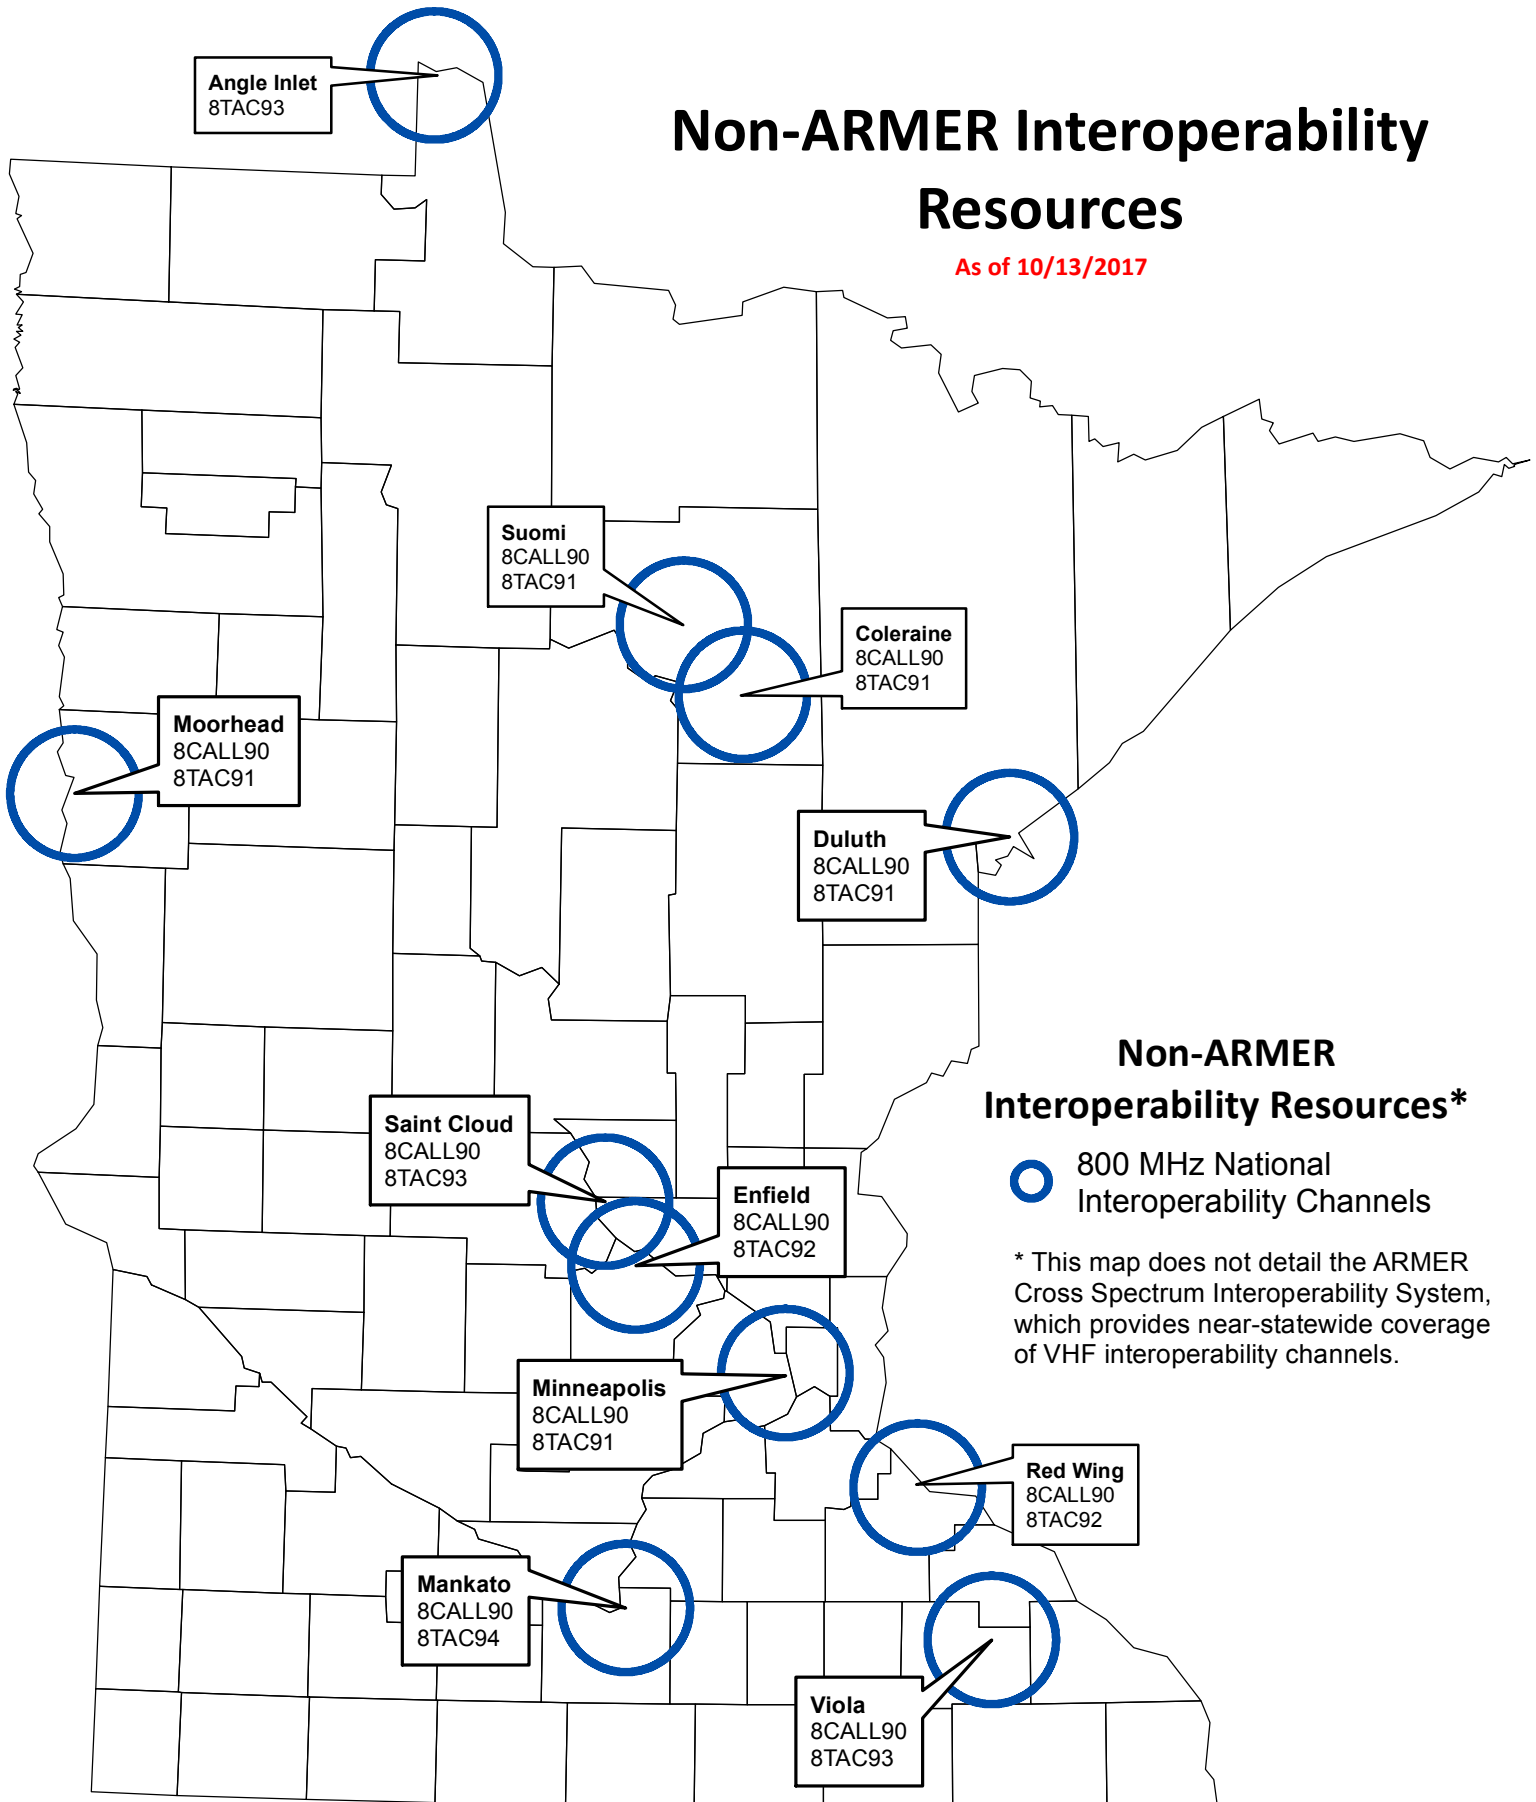 Angle Inlet
8TAC93
Non-ARMER Interoperability
Resources
As of 10/13/2017
Suomi
8CALL90
8TAC91
Coleraine
8CALL90
8TAC91
Moorhead
8CALL90
8TAC91
Duluth
8CALL90
8TAC91
Non-ARMER
Interoperability Resources*
800 MHz National
Interoperability Channels
* This map does not detail the ARMER
Cross Spectrum Interoperability System,
which provides near-statewide coverage
of VHF interoperability channels.
Saint Cloud
8CALL90
8TAC93
Enfield
8CALL90
8TAC92
Minneapolis
8CALL90
8TAC91
Red Wing
8CALL90
8TAC92
Mankato
8CALL90
8TAC94
Viola
8CALL90
8TAC93